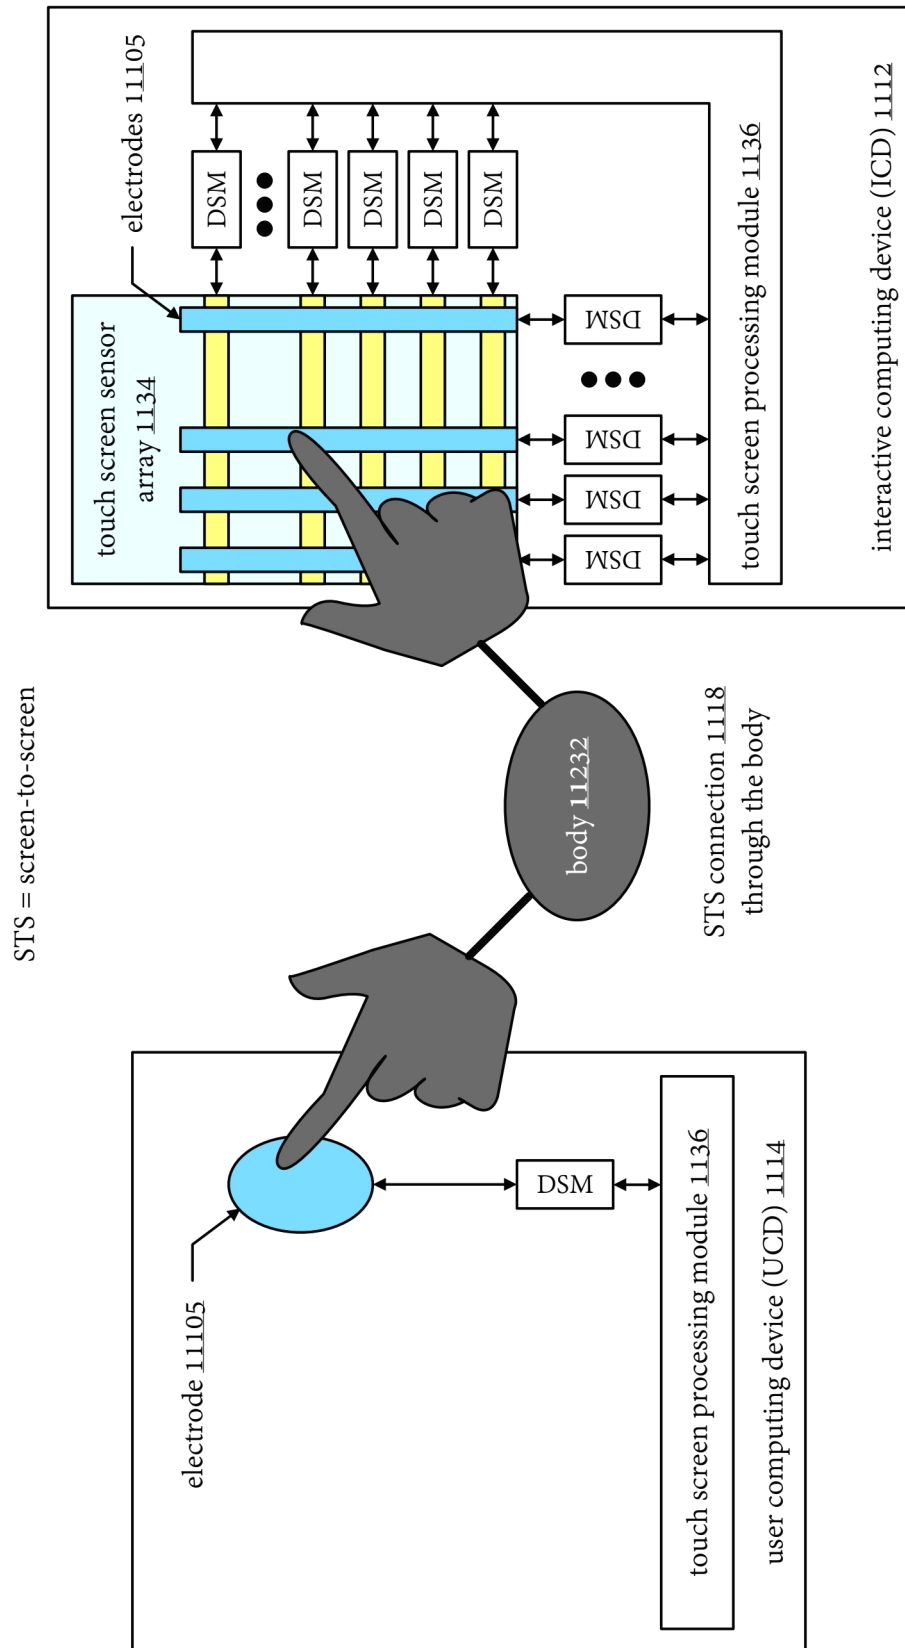 STS = screen-to-screen
electrode 11105
DSM
touch screen processing module 1136
user computing device (UCD) 1114
body 11232
STS connection 1118
through the body
touch screen sensor
array 1134
electrodes 11105
DSM
DSM
DSM
DSM
DSM
DSM
DSM
DSM
DSM
touch screen processing module 1136
interactive computing device (ICD) 1112